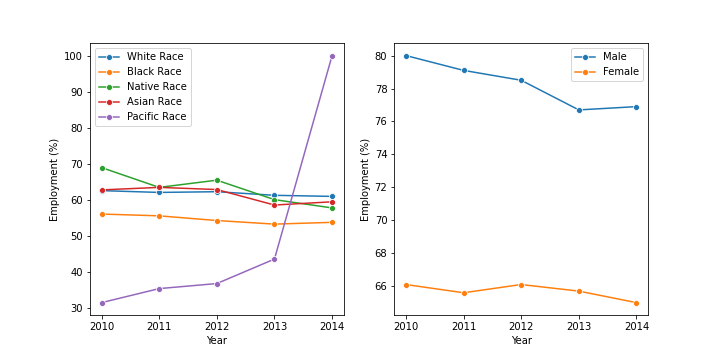 White Race
Black Race
Native Race
Asian Race
Pacific Race
100
90
80
70
60
50
40
30
Employment (%)
2010 2011 2012 2013 2014
Year
Male
Female
80
78
76
74
72
70
68
66
Employment (%)
2010 2011 2012 2013 2014
Year